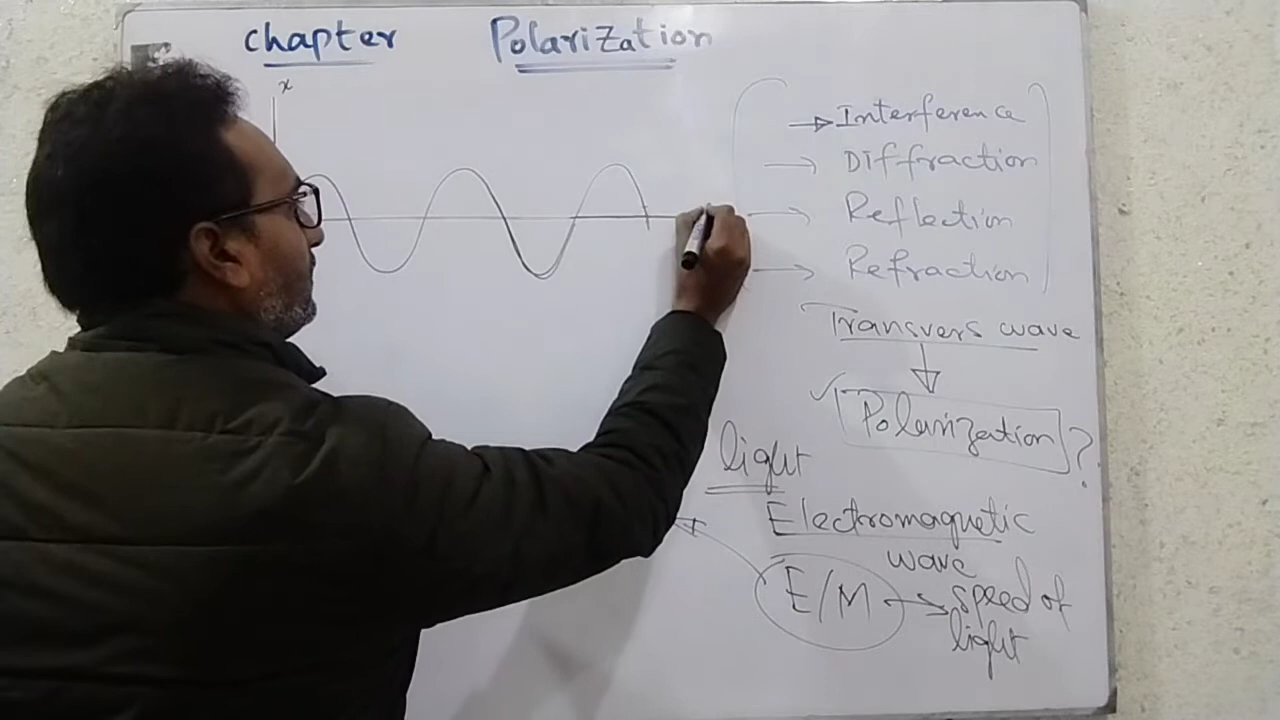 chapter Polarization
x
Interference
Diffraction
Reflection
Refraction
Transvers wave
Polarization ?
light
Electromagnetic
wave
E/M speed of
light